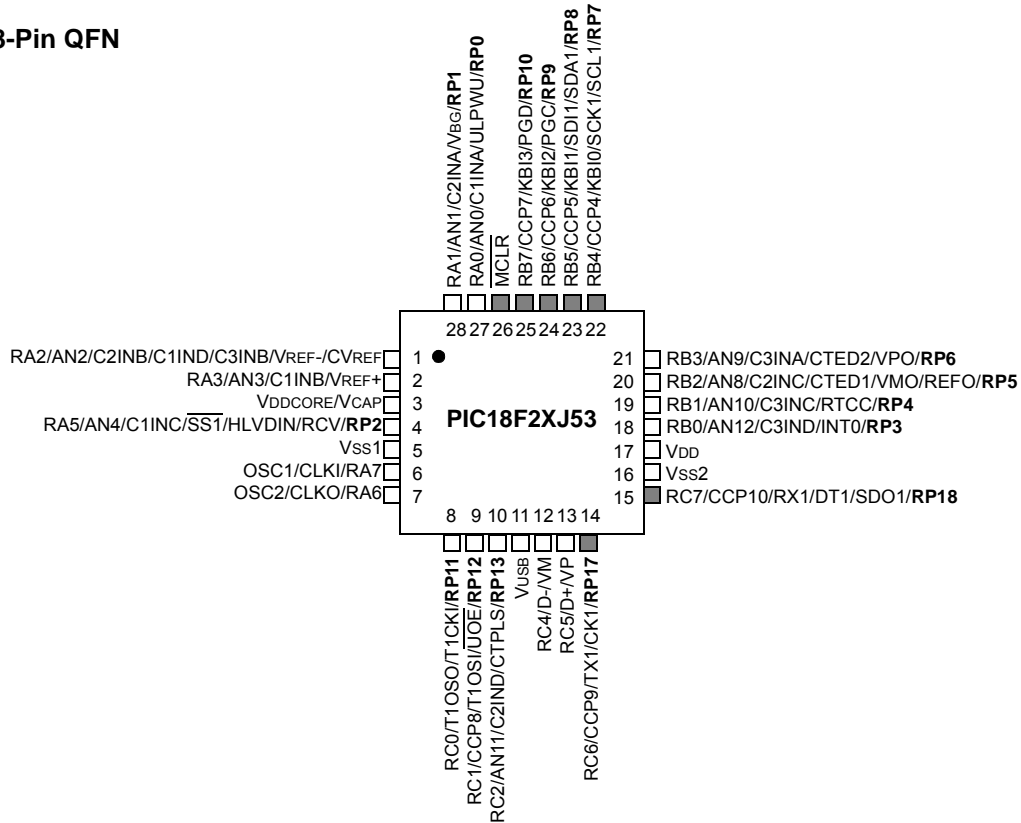 8-Pin QFN
RA1/AN1/C2INA/VBG/RP1
RA0/AN0/C1INA/ULPWU/RP0
MCLR
RB7/CCP7/KBI3/PGD/RP10
RB6/CCP6/KBI2/PGC/RP9
RB5/CCP5/KBI1/SDI1/SDA1/RP8
RB4/CCP4/KBI0/SCK1/SCL1/RP7
28 27 26 25 24 23 22
RA2/AN2/C2INB/C1IND/C3INB/VREF-/CVREF 1
RA3/AN3/C1INB/VREF+ 2
VDDCORE/VCAP 3
RA5/AN4/C1INC/SS1/HLVDIN/RCV/RP2 4
VSS1 5
OSC1/CLKI/RA7 6
OSC2/CLKO/RA6 7
PIC18F2XJ53
21 RB3/AN9/C3INA/CTED2/VPO/RP6
20 RB2/AN8/C2INC/CTED1/VMO/REFO/RP5
19 RB1/AN10/C3INC/RTCC/RP4
18 RB0/AN12/C3IND/INT0/RP3
17 VDD
16 VSS2
15 RC7/CCP10/RX1/DT1/SDO1/RP18
8 9 10 11 12 13 14
RC0/T1OSO/T1CKI/RP11
RC1/CCP8/T1OSI/UOE/RP12
RC2/AN11/C2IND/CTPLS/RP13
VUSB
RC4/D-/VM
RC5/D+/VP
RC6/CCP9/TX1/CK1/RP17